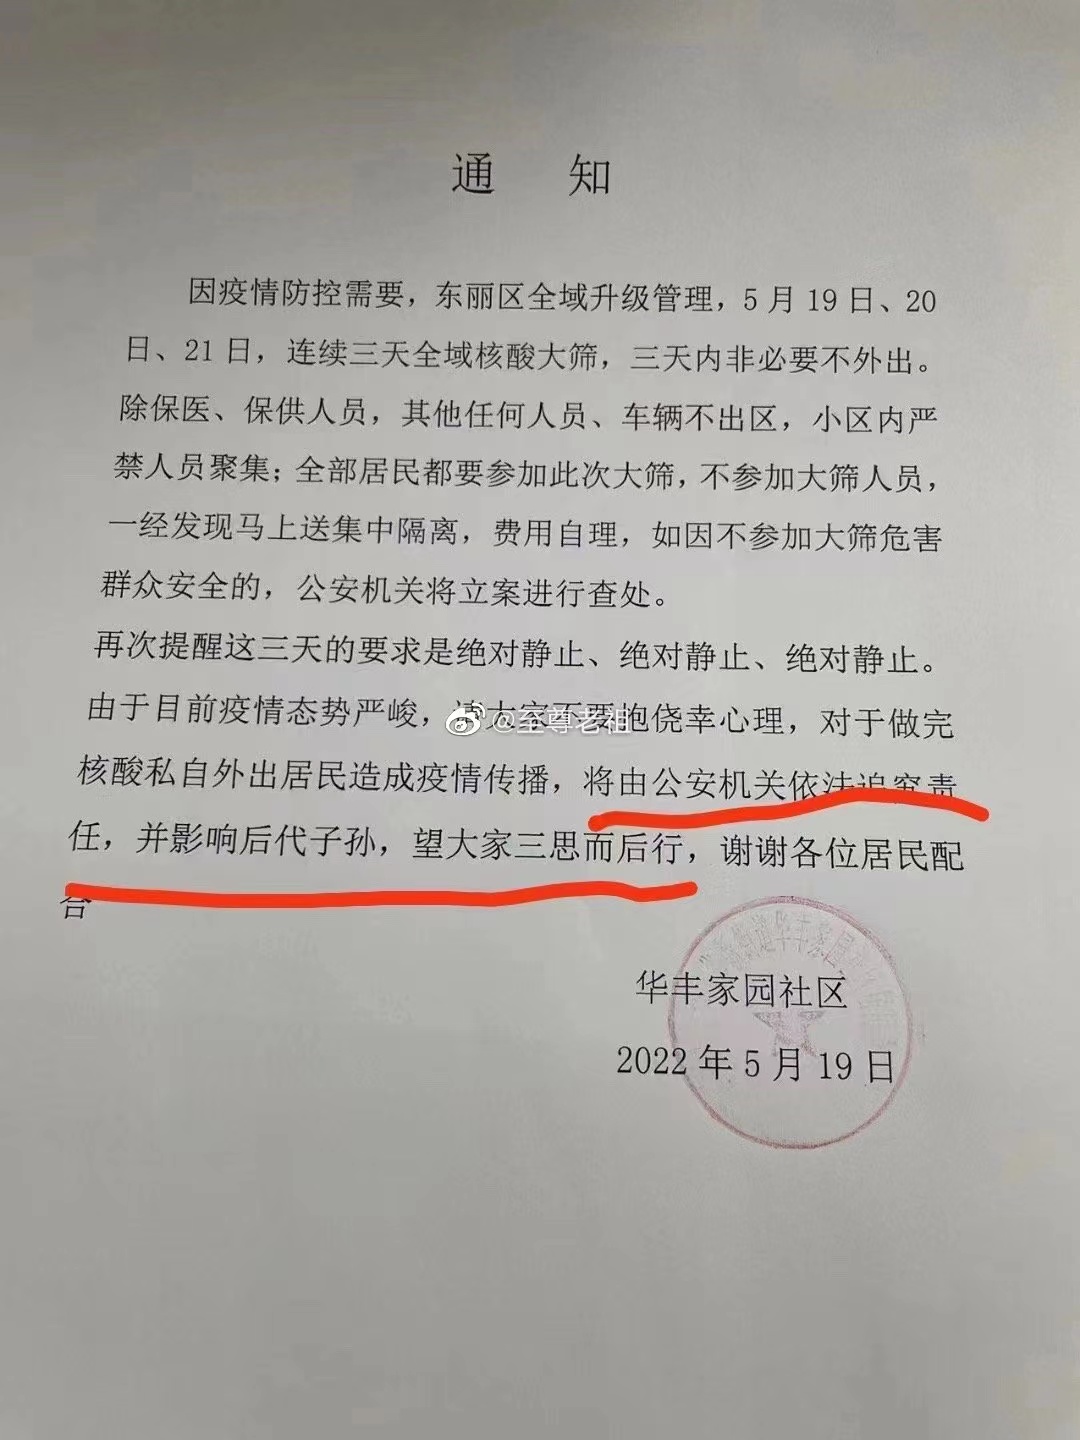 通 知
因疫情防控需要，东丽区全域升级管理，5 月 19 日、20
日、21 日，连续三天全域核酸大筛，三天内非必要不外出。
除保医、保供人员，其他任何人员、车辆不出区，小区内严
禁人员聚集；全部居民都要参加此次大筛，不参加大筛人员，
一经发现马上送集中隔离，费用自理，如因不参加大筛危害
群众安全的，公安机关将立案进行查处。
再次提醒这三天的要求是绝对静止、绝对静止、绝对静止。
由于目前疫情态势严峻，请大家不要抱侥幸心理，对于做完
@至尊老祖
核酸私自外出居民造成疫情传播，将由公安机关依法追究责
任，并影响后代子孙，望大家三思而后行，谢谢各位居民配
合
华丰家园社区
2022 年 5 月 19 日